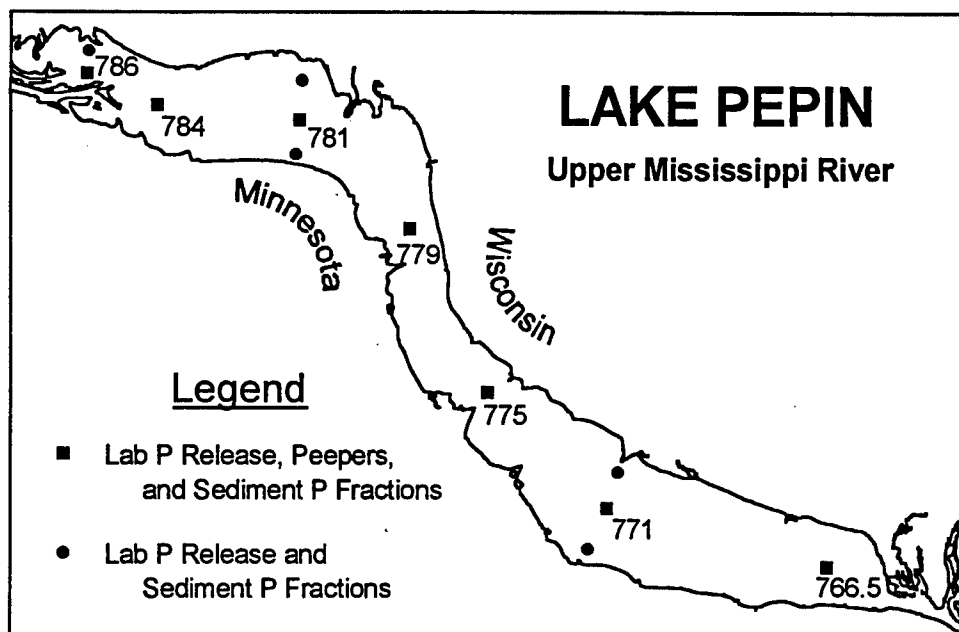 LAKE PEPIN
Upper Mississippi River
786
784
781
Minnesota
779
Wisconsin
775
771
766.5
Legend
Lab P Release, Peepers,
and Sediment P Fractions
Lab P Release and
Sediment P Fractions